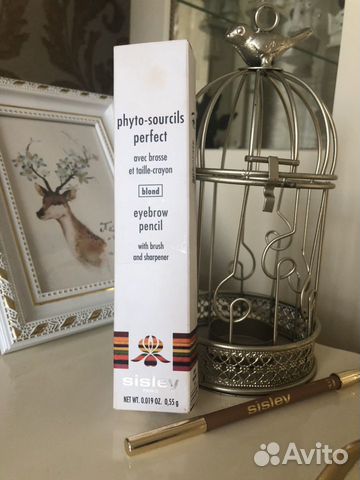 phyto-sourcils
perfect
avec brosse
et taille-crayon
blond
eyebrow
pencil
with brush
and sharpener
sisley
PARIS
NET WT. 0.019 OZ. 0,55 g
sisley
Avito